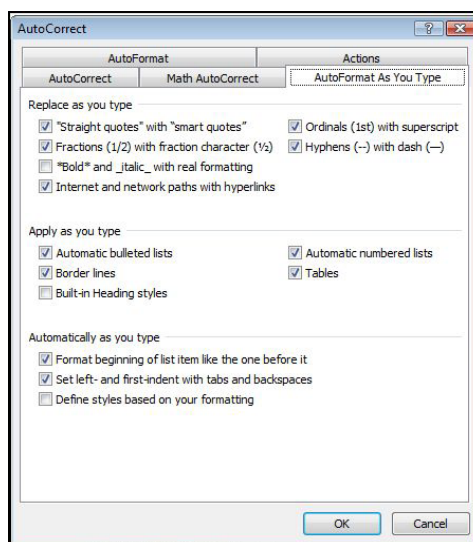 AutoCorrect
AutoFormat Actions
AutoCorrect Math AutoCorrect AutoFormat As You Type
Replace as you type
"Straight quotes" with “smart quotes” Ordinals (1st) with superscript
Fractions (1/2) with fraction character (½) Hyphens (--) with dash (—)
*Bold* and _italic_ with real formatting
Internet and network paths with hyperlinks
Apply as you type
Automatic bulleted lists Automatic numbered lists
Border lines Tables
Built-in Heading styles
Automatically as you type
Format beginning of list item like the one before it
Set left- and first-indent with tabs and backspaces
Define styles based on your formatting
OK Cancel